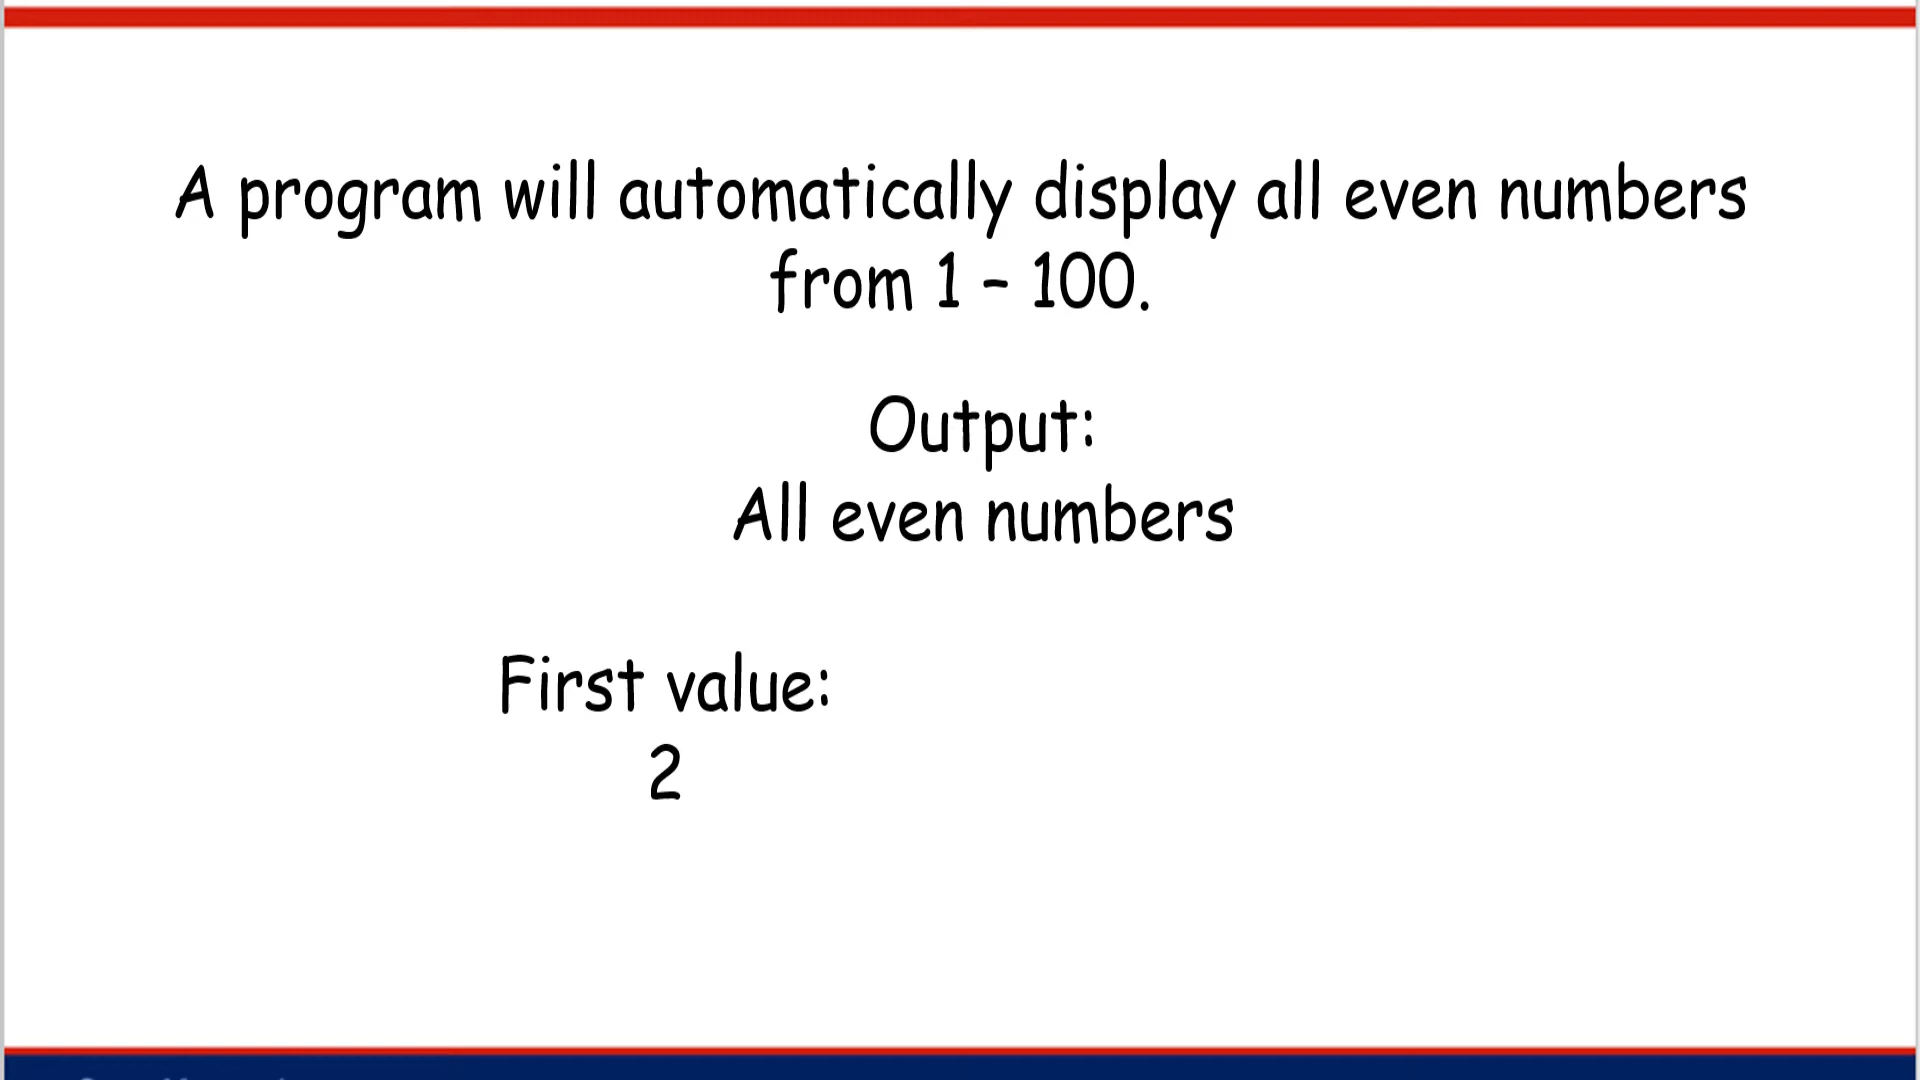 A program will automatically display all even numbers
from 1 – 100.
Output:
All even numbers
First value:
2